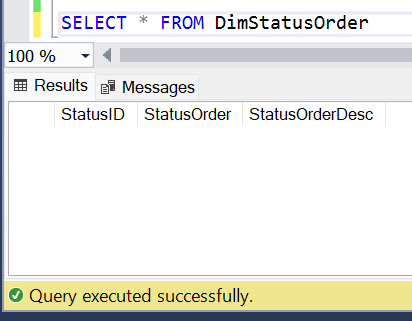 SELECT * FROM DimStatusOrder
100 %
Results Messages
StatusID StatusOrder StatusOrderDesc
Query executed successfully.